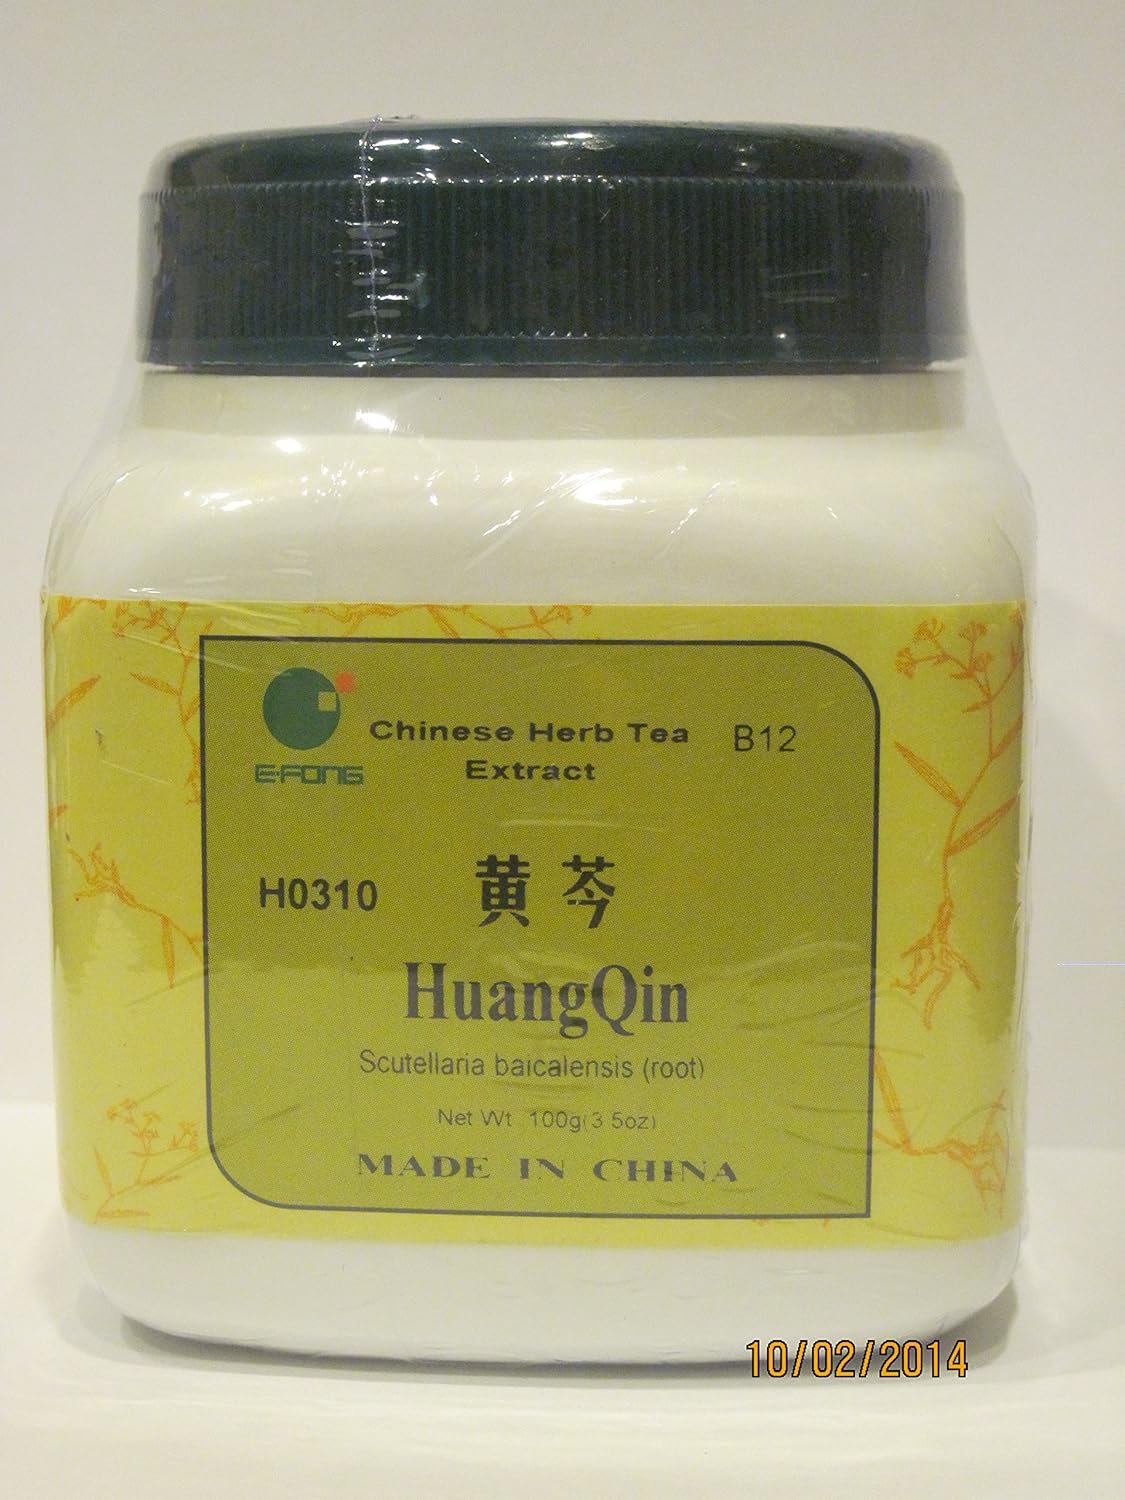 Chinese Herb Tea B12
Extract
E·FONG
H0310 黄芩
HuangQin
Scutellaria baicalensis (root)
Net Wt 100g(3 5oz)
MADE IN CHINA
10/02/2014